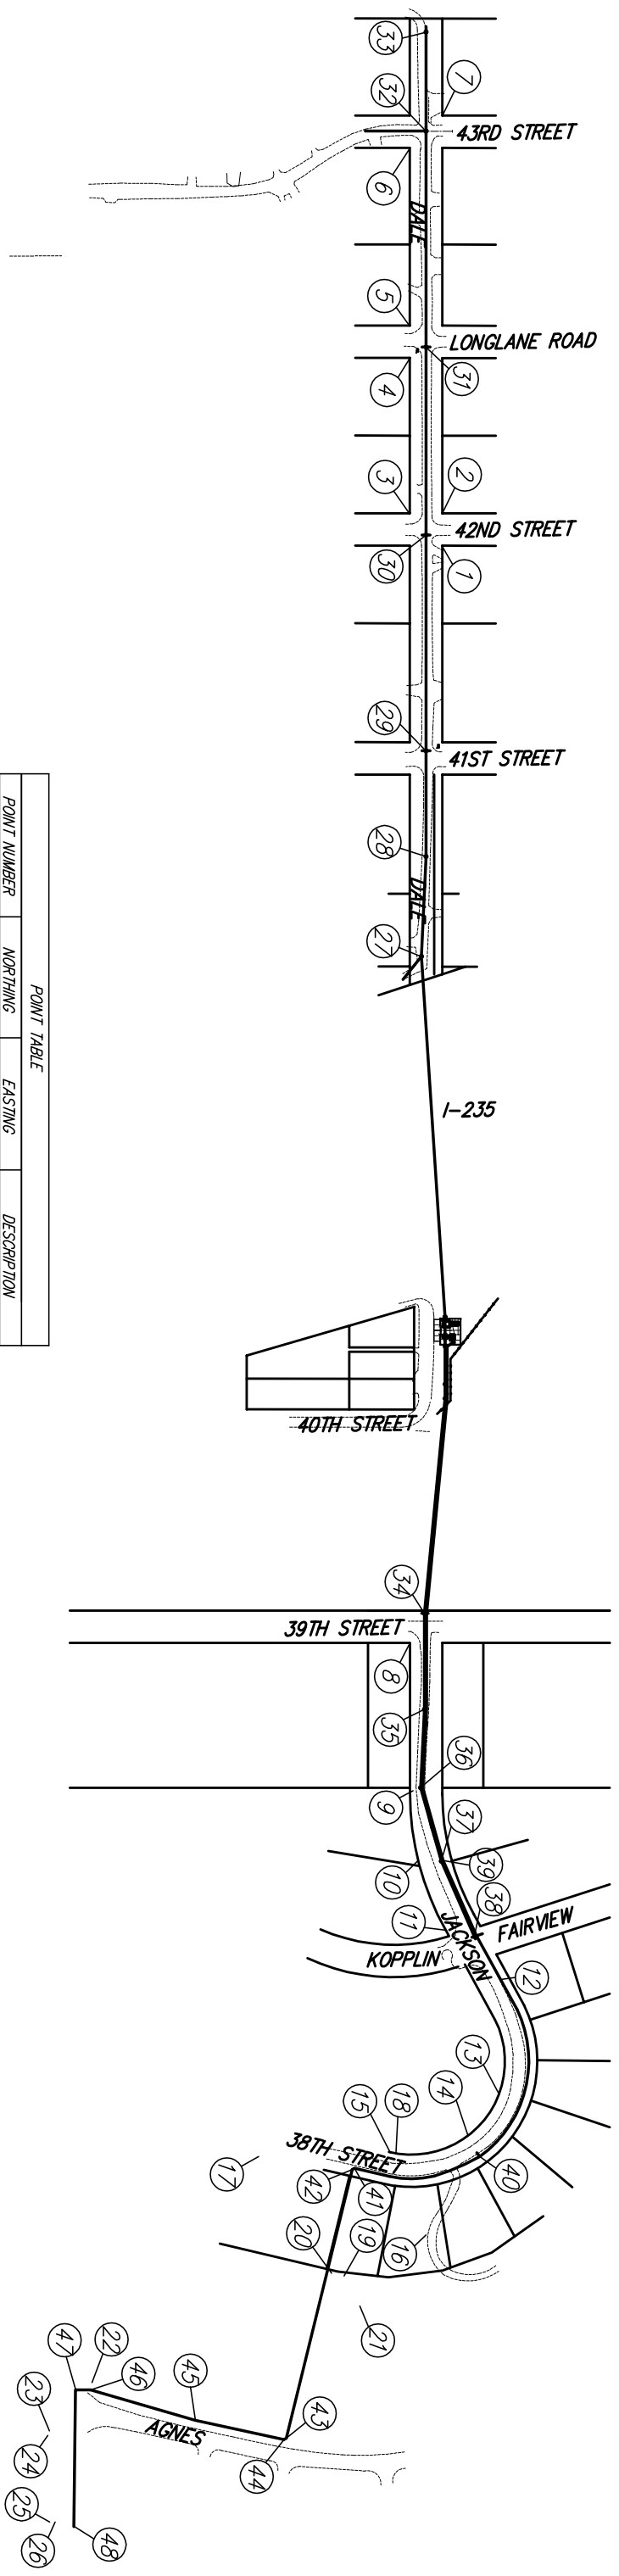 33
7
32
43RD STREET
6
DALE
5
LONGLANE ROAD
31
4
3
2
42ND STREET
30
1
29
41ST STREET
28
DALE
27
POINT TABLE
POINT NUMBER
NORTHING
EASTING
DESCRIPTION
I-235
40TH STREET
34
39TH STREET
8
35
36
9
37
39
10
38
11
JACKSON
FAIRVIEW
KOPPLIN
12
13
14
15
18
38TH STREET
40
17
42
41
20
19
16
21
47
22
46
45
43
23
AGNES
24
44
25
26
48